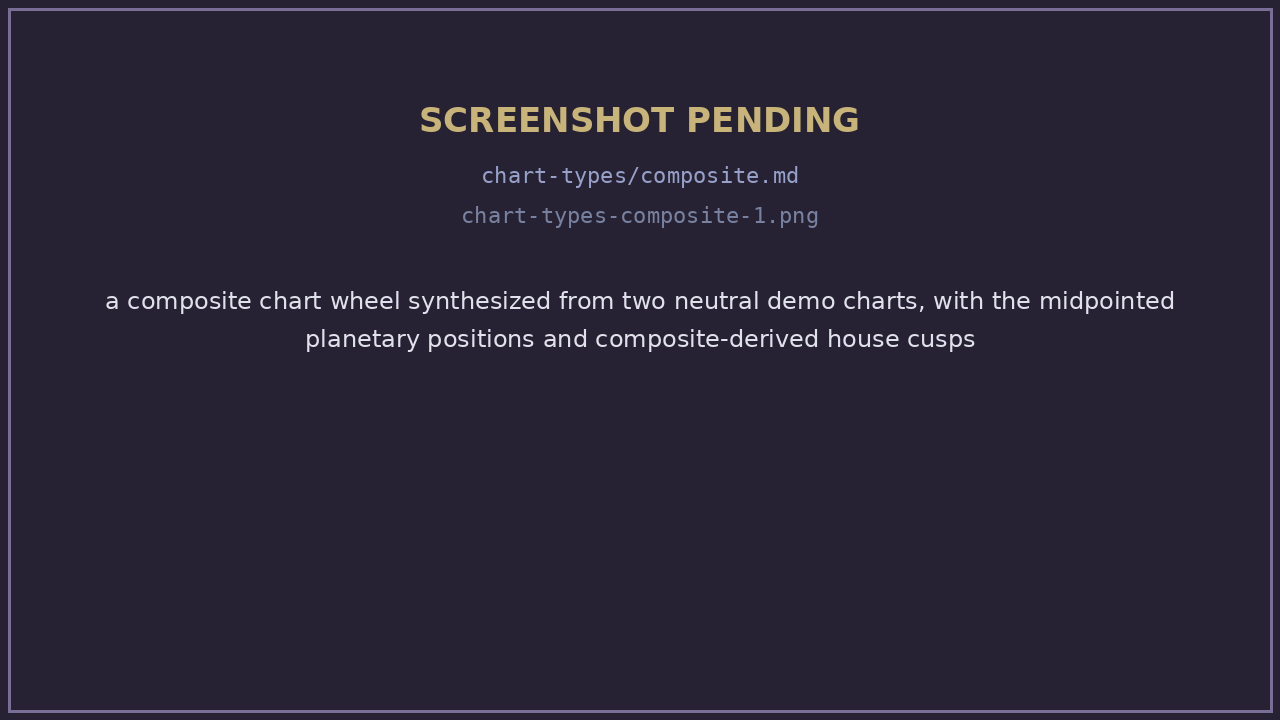 SCREENSHOT PENDING
chart-types/composite.md
chart-types-composite-1.png
a composite chart wheel synthesized from two neutral demo charts, with the midpointed
planetary positions and composite-derived house cusps